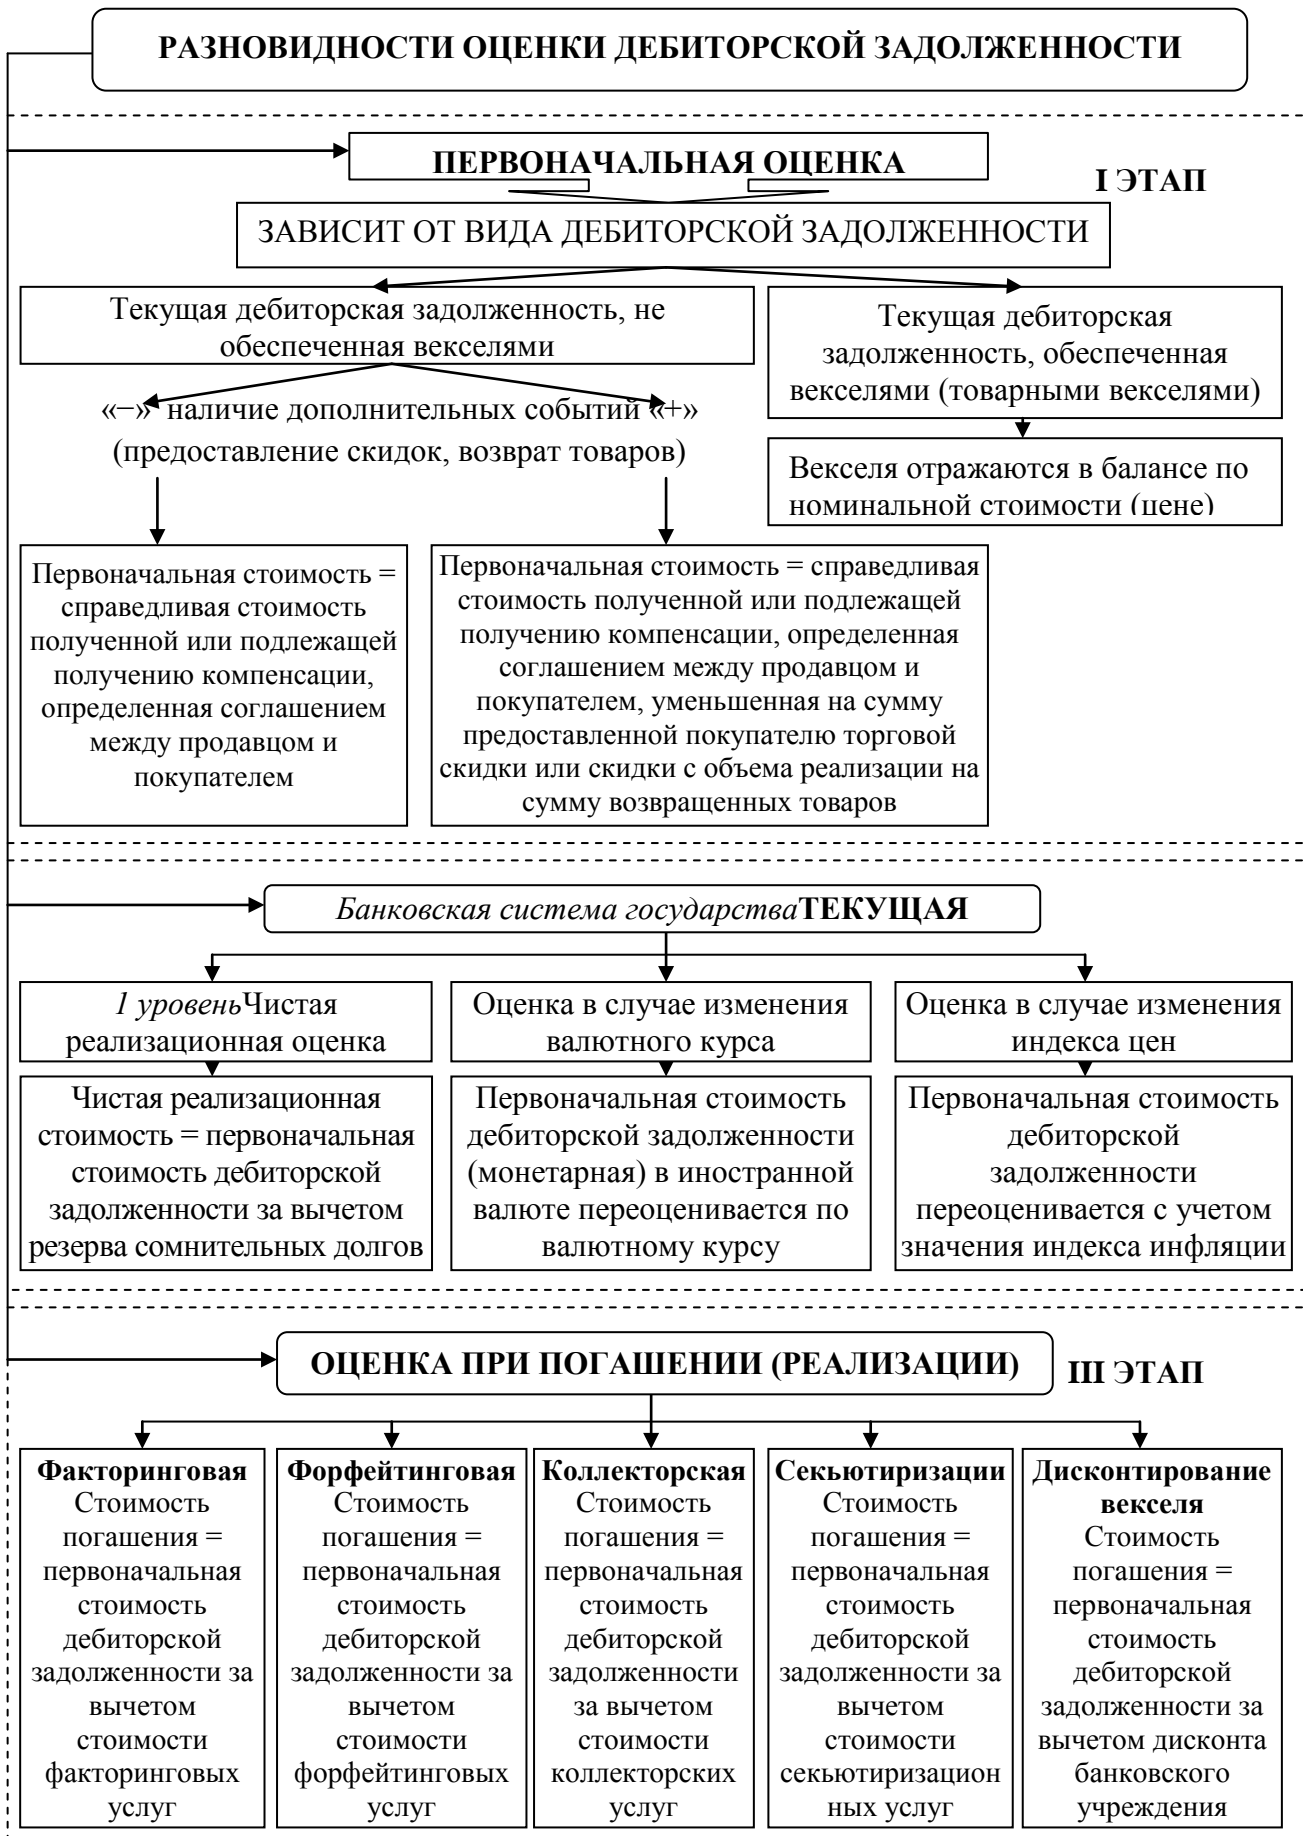 РАЗНОВИДНОСТИ ОЦЕНКИ ДЕБИТОРСКОЙ ЗАДОЛЖЕННОСТИ
ПЕРВОНАЧАЛЬНАЯ ОЦЕНКА
I ЭТАП
ЗАВИСИТ ОТ ВИДА ДЕБИТОРСКОЙ ЗАДОЛЖЕННОСТИ
Текущая дебиторская задолженность, не
обеспеченная векселями
Текущая дебиторская
задолженность, обеспеченная
векселями (товарными векселями)
«−» наличие дополнительных событий «+»
(предоставление скидок, возврат товаров)
Векселя отражаются в балансе по
номинальной стоимости (цене)
Первоначальная стоимость =
справедливая стоимость
полученной или подлежащей
получению компенсации,
определенная соглашением
между продавцом и
покупателем
Первоначальная стоимость = справедливая
стоимость полученной или подлежащей
получению компенсации, определенная
соглашением между продавцом и
покупателем, уменьшенная на сумму
предоставленной покупателю торговой
скидки или скидки с объема реализации на
сумму возвращенных товаров
Банковская система государстваТЕКУЩАЯ
1 уровеньЧистая
реализационная оценка
Чистая реализационная
стоимость = первоначальная
стоимость дебиторской
задолженности за вычетом
резерва сомнительных долгов
Оценка в случае изменения
валютного курса
Первоначальная стоимость
дебиторской задолженности
(монетарная) в иностранной
валюте переоценивается по
валютному курсу
Оценка в случае изменения
индекса цен
Первоначальная стоимость
дебиторской
задолженности
переоценивается с учетом
значения индекса инфляции
ОЦЕНКА ПРИ ПОГАШЕНИИ (РЕАЛИЗАЦИИ)
III ЭТАП
Факторинговая
Стоимость
погашения =
первоначальная
стоимость
дебиторской
задолженности за
вычетом
стоимости
факторинговых
услуг
Форфейтинговая
Стоимость
погашения =
первоначальная
стоимость
дебиторской
задолженности за
вычетом
стоимости
форфейтинговых
услуг
Коллекторская
Стоимость
погашения =
первоначальная
стоимость
дебиторской
задолженности
за вычетом
стоимости
коллекторских
услуг
Секьютиризации
Стоимость
погашения =
первоначальная
стоимость
дебиторской
задолженности за
вычетом
стоимости
секьютиризацион
ных услуг
Дисконтирование
векселя
Стоимость
погашения =
первоначальная
стоимость
дебиторской
задолженности за
вычетом дисконта
банковского
учреждения